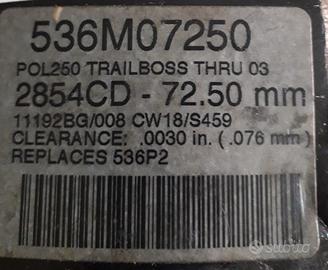 536M07250
POL250 TRAILBOSS THRU 03
2854CD - 72.50 mm
11192BG/008 CW18/S459
CLEARANCE: .0030 in. ( .076 mm )
REPLACES 536P2
subito